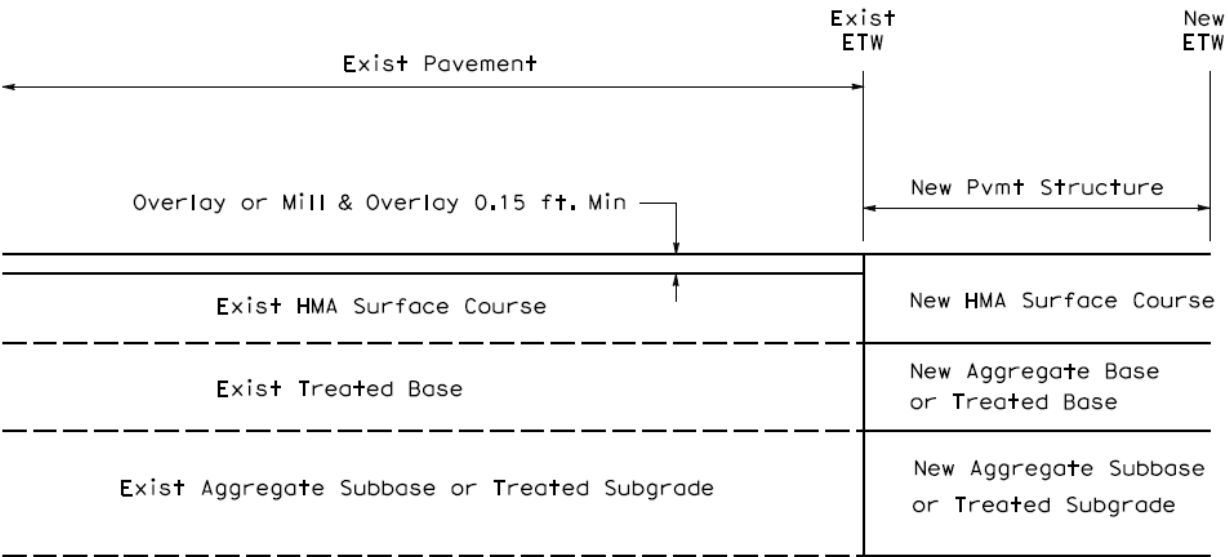 Exist
ETW
New
ETW
Exist Pavement
New Pvmt Structure
Overlay or Mill & Overlay 0.15 ft. Min
Exist HMA Surface Course
New HMA Surface Course
Exist Treated Base
New Aggregate Base
or Treated Base
Exist Aggregate Subbase or Treated Subgrade
New Aggregate Subbase
or Treated Subgrade